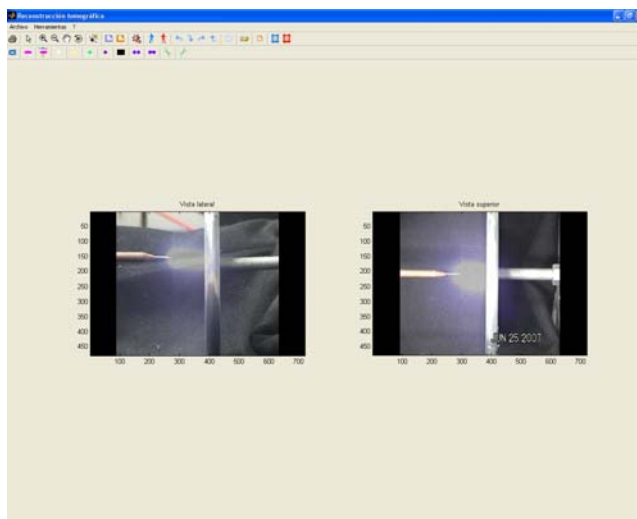 Reconstrucción tomográfica
Archivo Herramientas ?
Vista lateral
50
100
150
200
250
300
350
400
450
100 200 300 400 500 600 700
Vista superior
50
100
150
200
250
300
350
400
450
100 200 300 400 500 600 700
JUN 25 2007